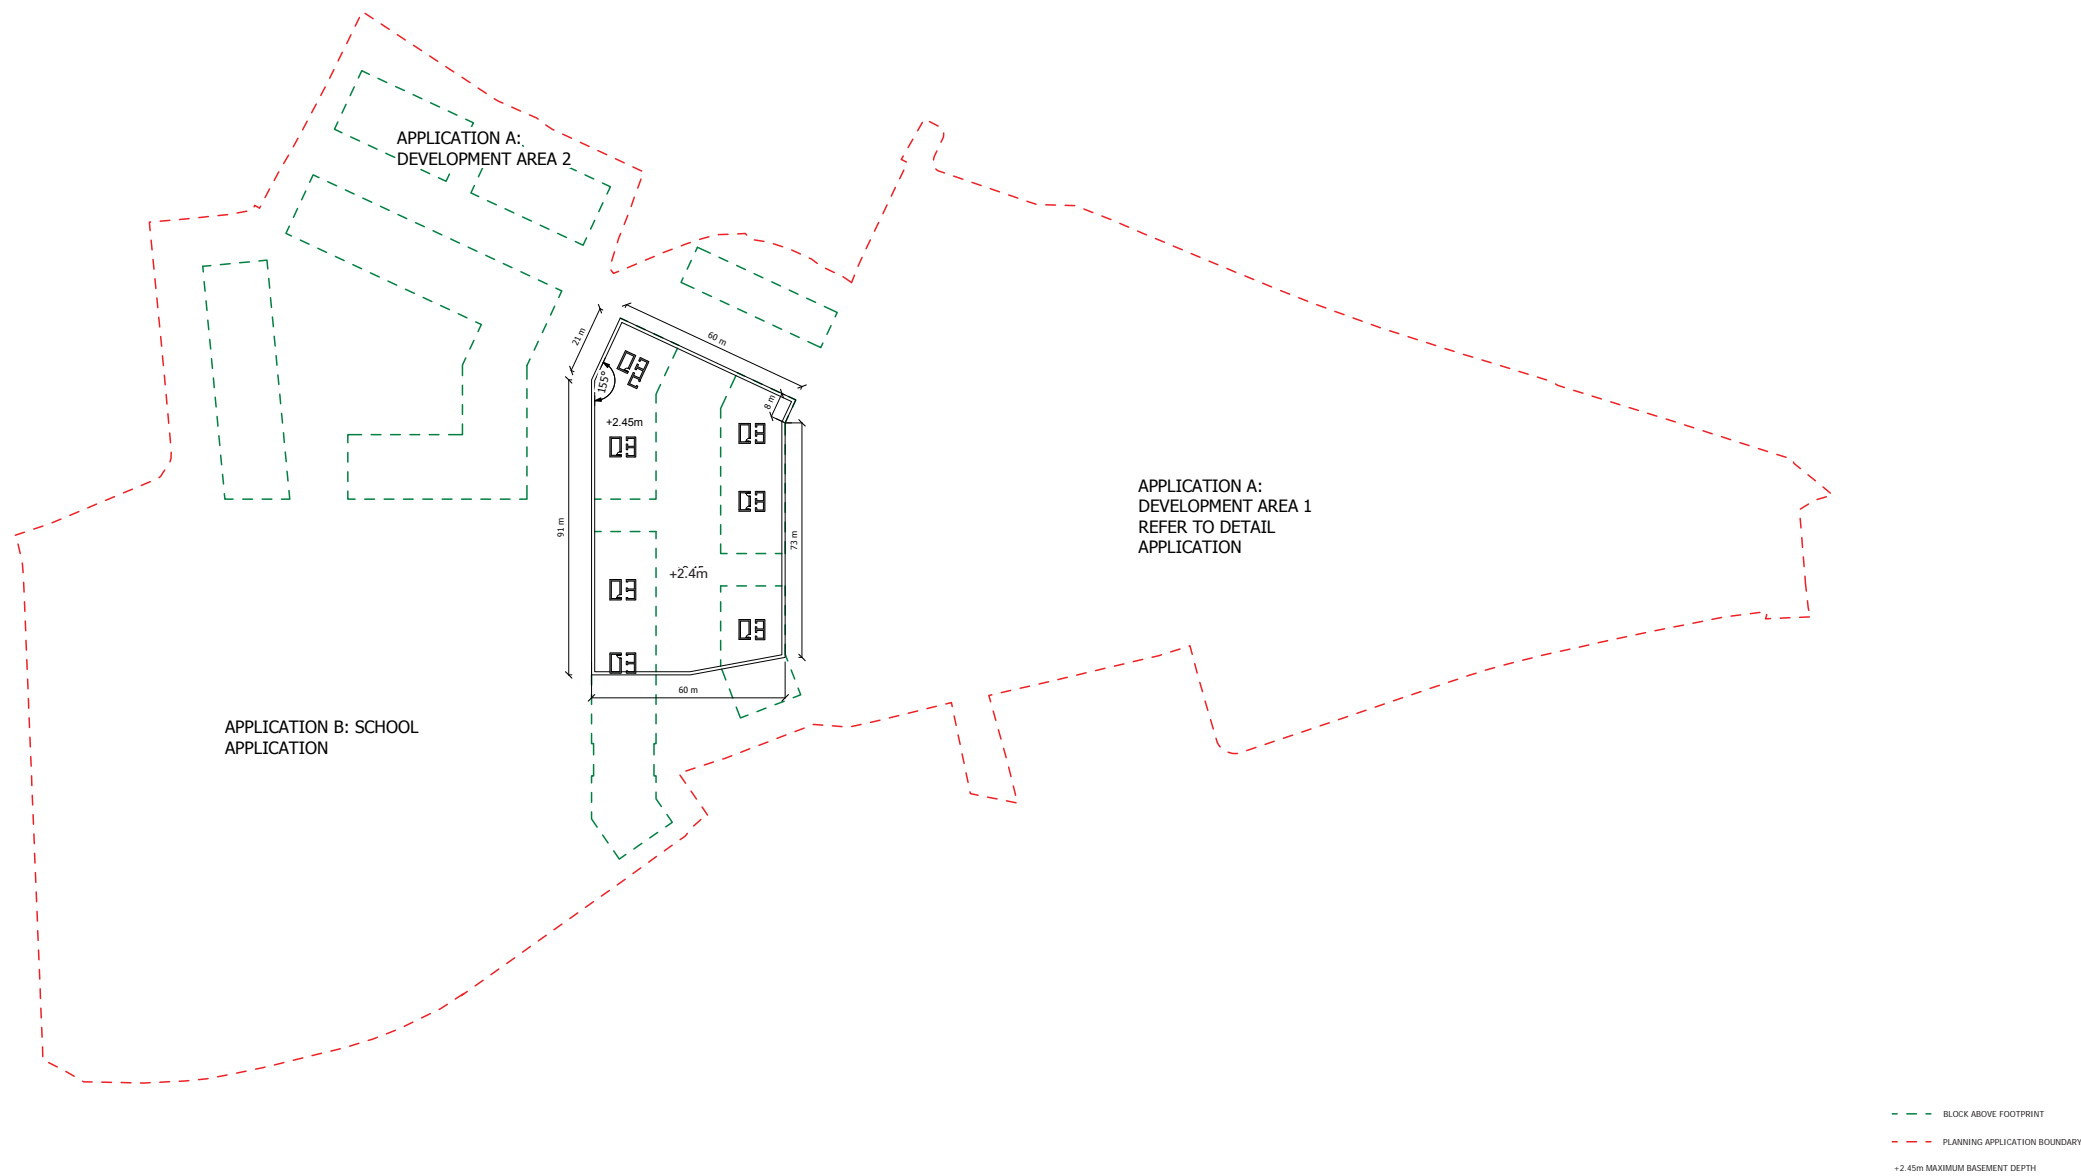 APPLICATION A:
DEVELOPMENT AREA 2
21 m
60 m
155°
8 m
+2.45m
91 m
73 m
+2.4m
60 m
APPLICATION A:
DEVELOPMENT AREA 1
REFER TO DETAIL
APPLICATION
APPLICATION B: SCHOOL
APPLICATION
BLOCK ABOVE FOOTPRINT
PLANNING APPLICATION BOUNDARY
+2.45m MAXIMUM BASEMENT DEPTH